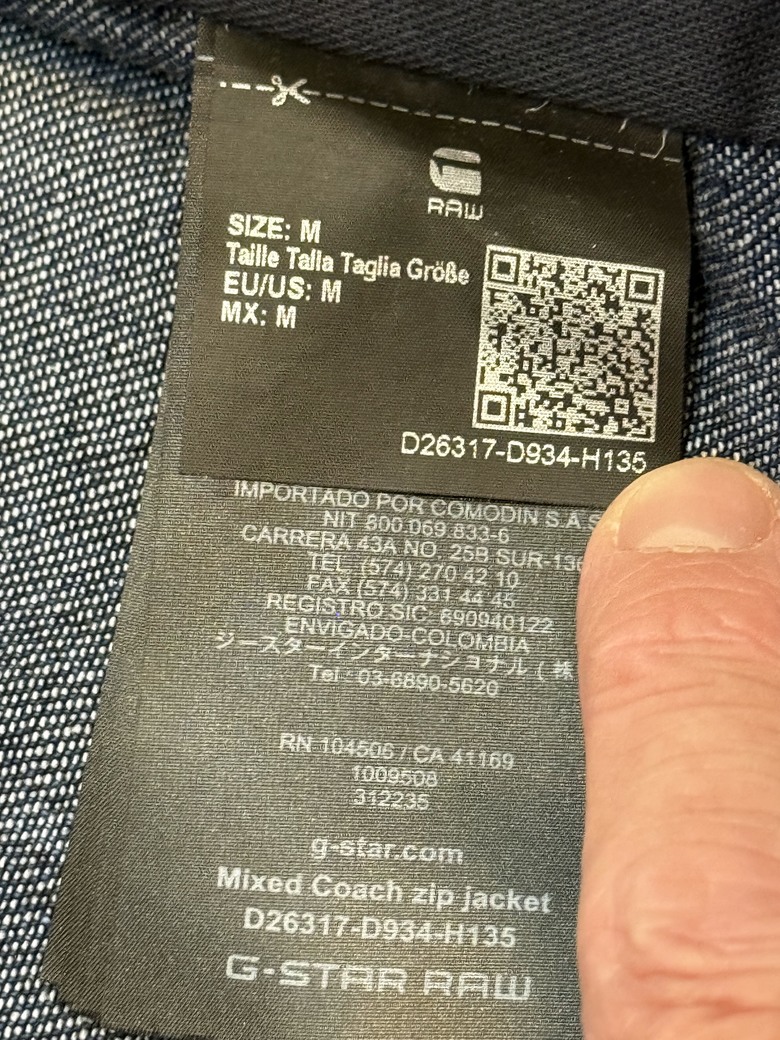 RAW
SIZE: M
Taille Talla Taglia Größe
EU/US: M
MX: M
D26317-D934-H135
IMPORTADO POR COMODIN S.A.S
NIT 800.069.833-6
CARRERA 43A NO. 25B SUR-136
TEL. (574) 270 42 10
FAX (574) 331 44 45
REGISTRO SIC: 890940122
ENVIGADO-COLOMBIA
ジースターインターナショナル ( 株
Tel : 03-6890-5620
RN 104506 / CA 41169
1009508
312235
g-star.com
Mixed Coach zip jacket
D26317-D934-H135
G-STAR RAW